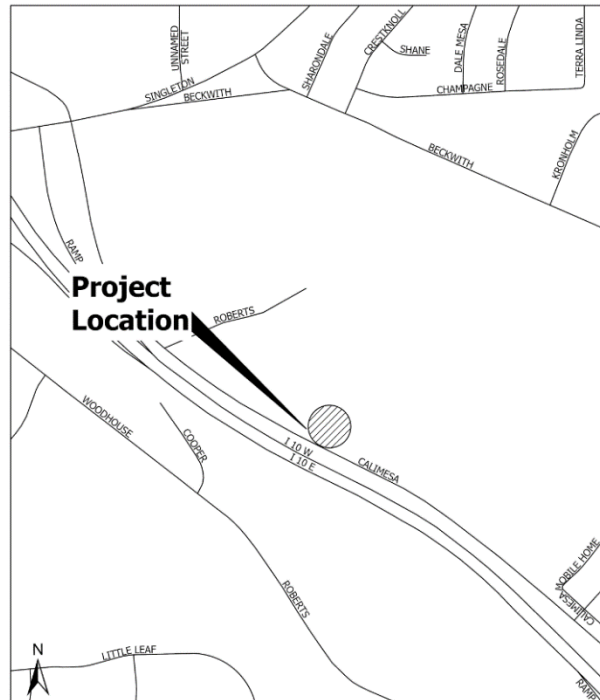 UNNAMED
STREET
SHARONDALE
CRESTKNOLL
SHANE
DALE MESA
ROSEDALE
TERRA LINDA
SINGLETON
BECKWITH
CHAMPAGNE
BECKWITH
KRONHOLM
RAMP
Project
Location
ROBERTS
WOODHOUSE
COOPER
I 10 W
I 10 E
CALIMESA
MOBILE HOME
CALIMESA
ROBERTS
LITTLE LEAF
N
RAMP